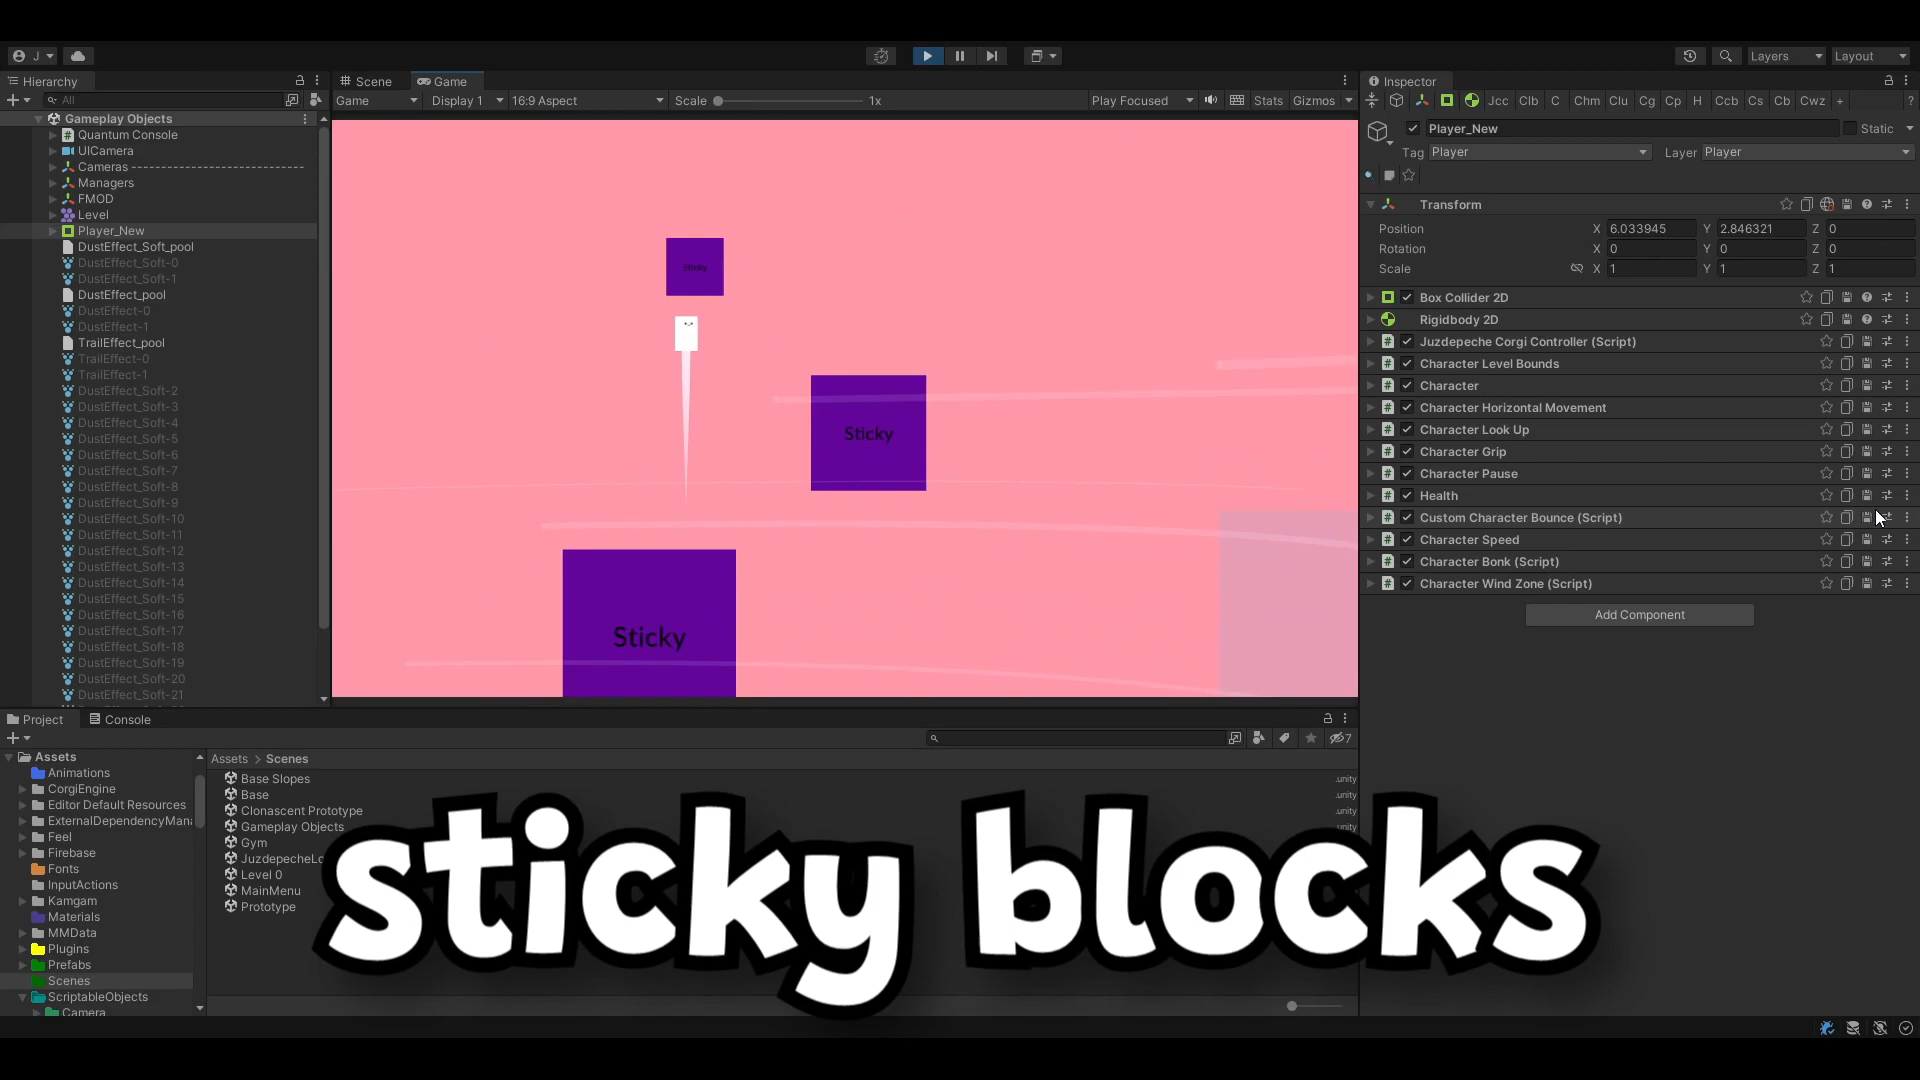 J
Layers
Layout
Hierarchy
Scene
Game
Inspector
All
Game
Display 1
16:9 Aspect
Scale
1x
Play Focused
Stats
Gizmos
Jcc Clb C Chm Clu Cg Cp H Ccb Cs Cb Cwz + ?
Gameplay Objects
Quantum Console
UICamera
Cameras ----------------------------
Managers
FMOD
Level
Player_New
DustEffect_Soft_pool
DustEffect_Soft-0
DustEffect_Soft-1
DustEffect_pool
DustEffect-0
DustEffect-1
TrailEffect_pool
TrailEffect-0
TrailEffect-1
DustEffect_Soft-2
DustEffect_Soft-3
DustEffect_Soft-4
DustEffect_Soft-5
DustEffect_Soft-6
DustEffect_Soft-7
DustEffect_Soft-8
DustEffect_Soft-9
DustEffect_Soft-10
DustEffect_Soft-11
DustEffect_Soft-12
DustEffect_Soft-13
DustEffect_Soft-14
DustEffect_Soft-15
DustEffect_Soft-16
DustEffect_Soft-17
DustEffect_Soft-18
DustEffect_Soft-19
DustEffect_Soft-20
DustEffect_Soft-21
Sticky
Sticky
Sticky
Player_New
Static
Tag Player
Layer Player
Transform
Position X 6.033945 Y 2.846321 Z 0
Rotation X 0 Y 0 Z 0
Scale X 1 Y 1 Z 1
Box Collider 2D
Rigidbody 2D
Juzdepeche Corgi Controller (Script)
Character Level Bounds
Character
Character Horizontal Movement
Character Look Up
Character Grip
Character Pause
Health
Custom Character Bounce (Script)
Character Speed
Character Bonk (Script)
Character Wind Zone (Script)
Add Component
Project
Console
7
Assets
Animations
CorgiEngine
Editor Default Resources
ExternalDependencyMan
Feel
Firebase
Fonts
InputActions
Kamgam
Materials
MMData
Plugins
Prefabs
Scenes
ScriptableObjects
Camera
Assets > Scenes
Base Slopes .unity
Base .unity
Clonascent Prototype .unity
Gameplay Objects .unity
Gym
JuzdepecheLo
Level 0
MainMenu
Prototype
sticky blocks